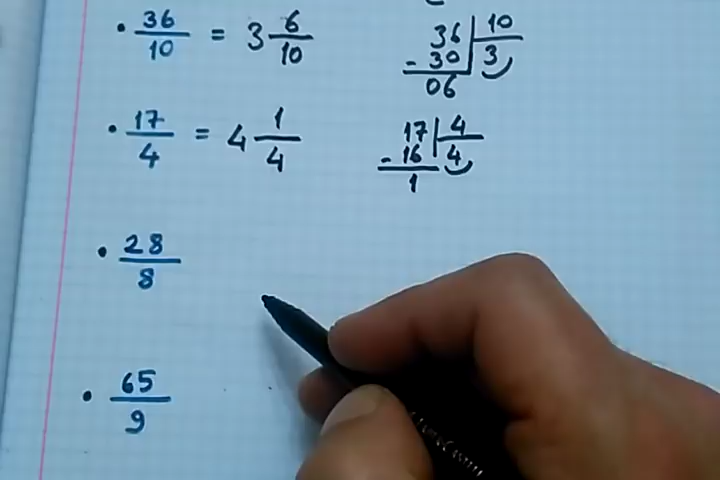 • 36/10 = 3 6/10
36 | 10
- 30 | 3
06
• 17/4 = 4 1/4
17 | 4
- 16 | 4
1
• 28/8
• 65/9